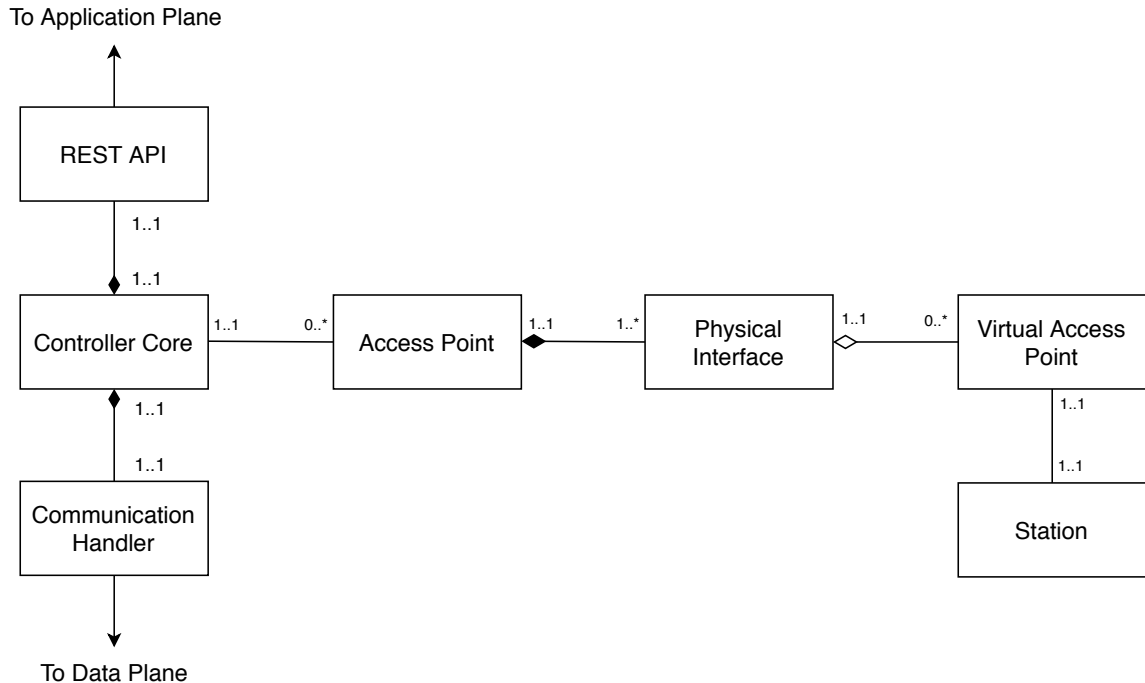 To Application Plane
REST API
1..1
1..1
Controller Core
1..1
0..*
Access Point
1..1
1..*
Physical
Interface
1..1
0..*
Virtual Access
Point
1..1
1..1
1..1
1..1
Communication
Handler
Station
To Data Plane